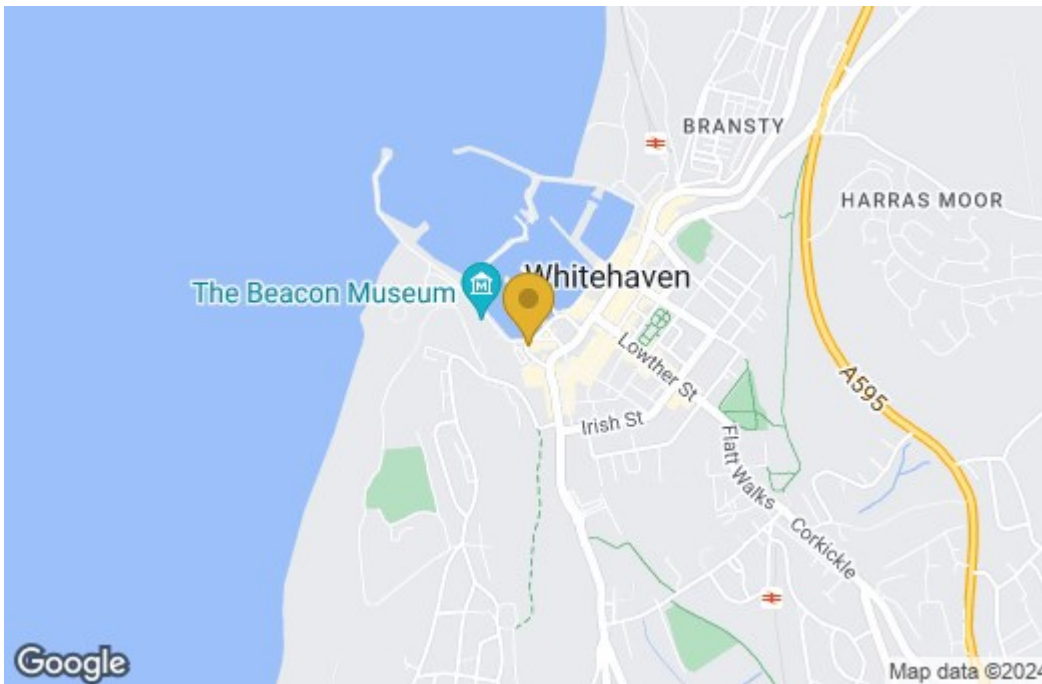 BRANSTY
HARRAS MOOR
Whitehaven
The Beacon Museum
M
Lowther St
A595
Irish St
Flatt Walks
Corkickle
Google
Map data ©2024